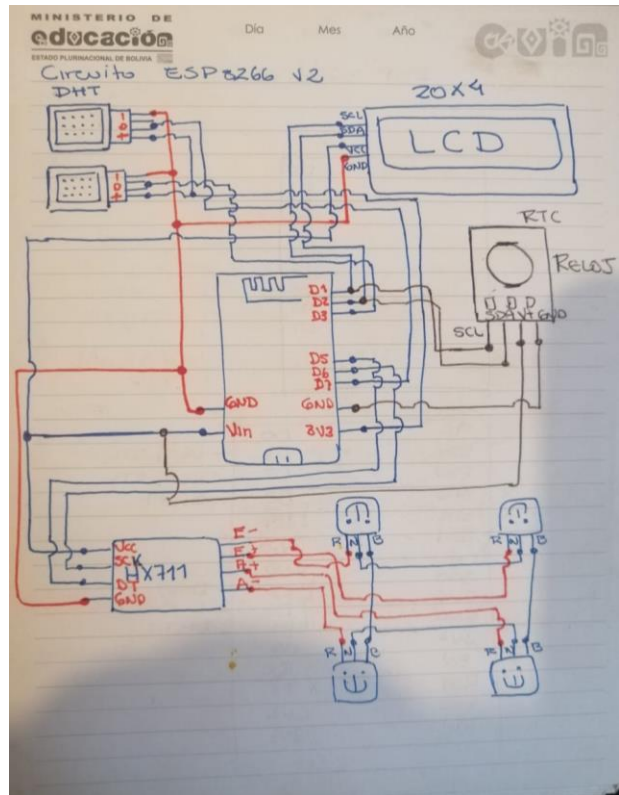 MINISTERIO DE
educación
ESTADO PLURINACIONAL DE BOLIVIA
Dia Mes Año
Circuito ESP8266 V2
DHT
20x4
SCL
SDA
VCC
GND
LCD
- o +
- o +
RTC
RELOJ
SDA V+ GND
SCL
D1
D2
D3
D5
D6
D7
GND GND
Vin 3V3
Vcc
SCK
HX711
DT
GND
E-
E+
A+
A-
R N B
R N B
R N B
R N B